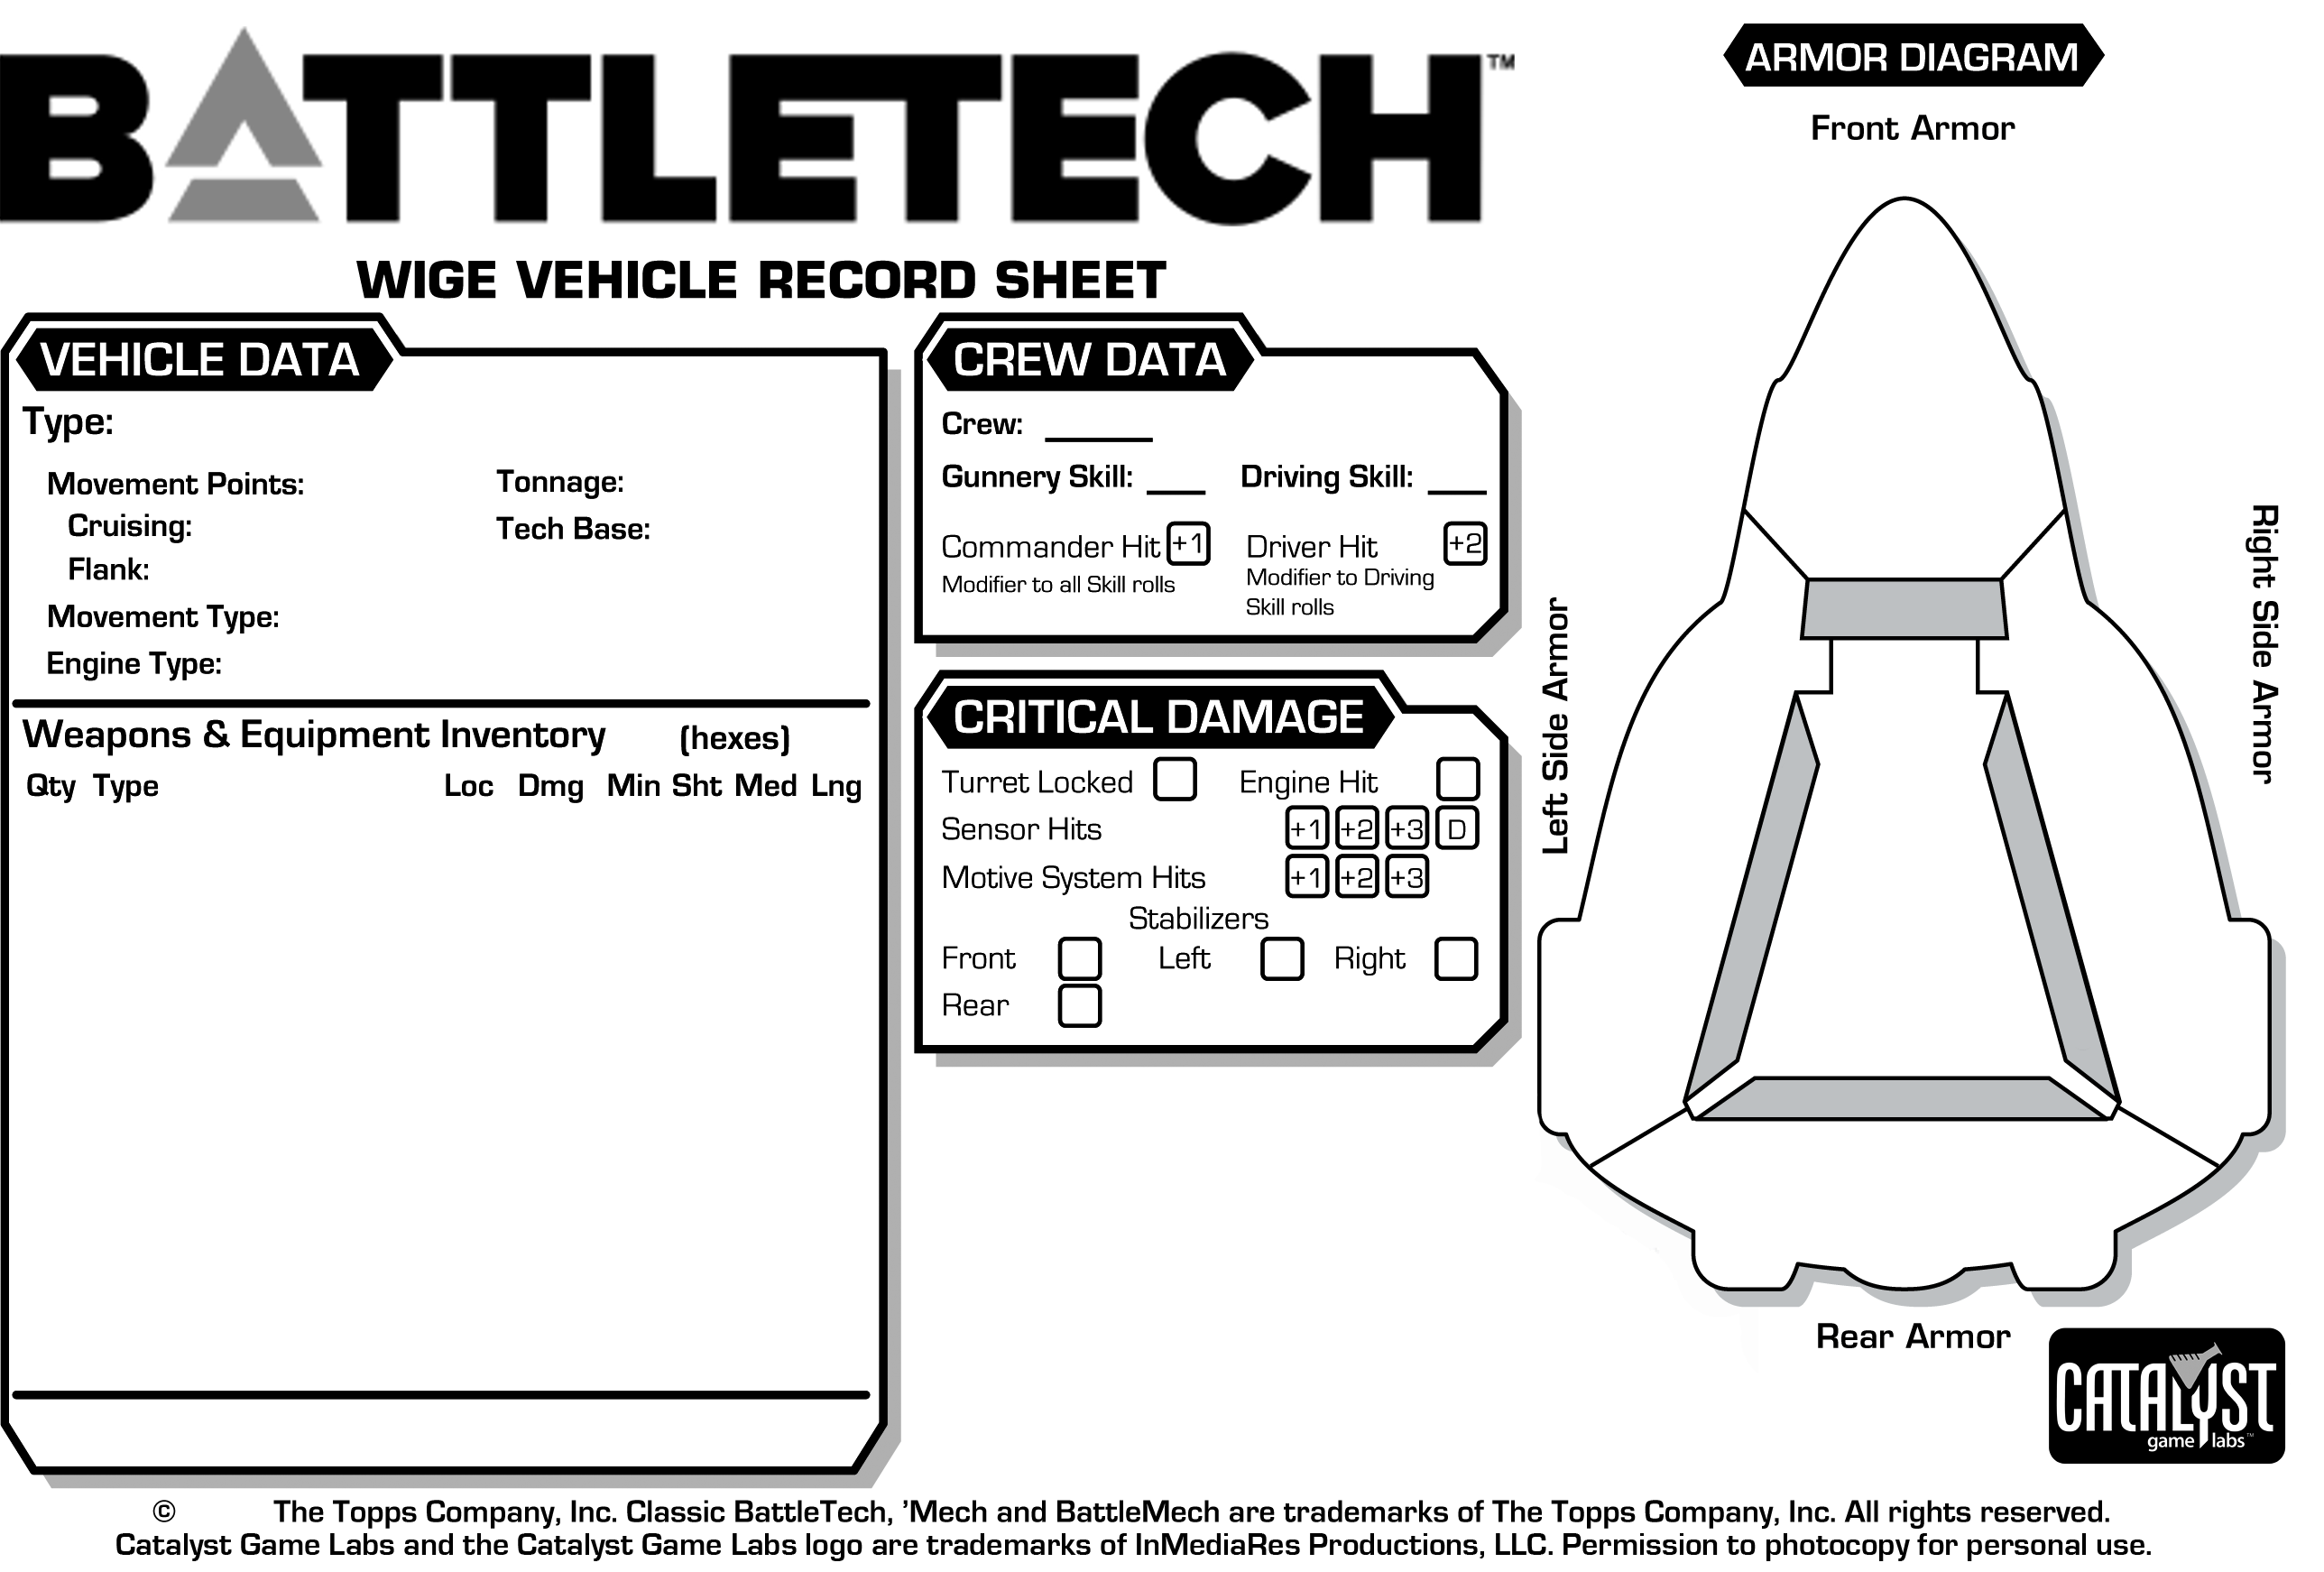 BATTLETECH™
WIGE VEHICLE RECORD SHEET
VEHICLE DATA
Type:
Movement Points:
Cruising:
Flank:
Movement Type:
Engine Type:
Tonnage:
Tech Base:
Weapons & Equipment Inventory (hexes)
Qty Type Loc Dmg Min Sht Med Lng
CREW DATA
Crew:
Gunnery Skill: Driving Skill:
Commander Hit +1
Modifier to all Skill rolls
Driver Hit +2
Modifier to Driving
Skill rolls
CRITICAL DAMAGE
Turret Locked Engine Hit
Sensor Hits +1 +2 +3 D
Motive System Hits +1 +2 +3
Stabilizers
Front Left Right
Rear
ARMOR DIAGRAM
Front Armor
Left Side Armor
Right Side Armor
Rear Armor
CATALYST
game labs™
© The Topps Company, Inc. Classic BattleTech, ’Mech and BattleMech are trademarks of The Topps Company, Inc. All rights reserved.
Catalyst Game Labs and the Catalyst Game Labs logo are trademarks of InMediaRes Productions, LLC. Permission to photocopy for personal use.